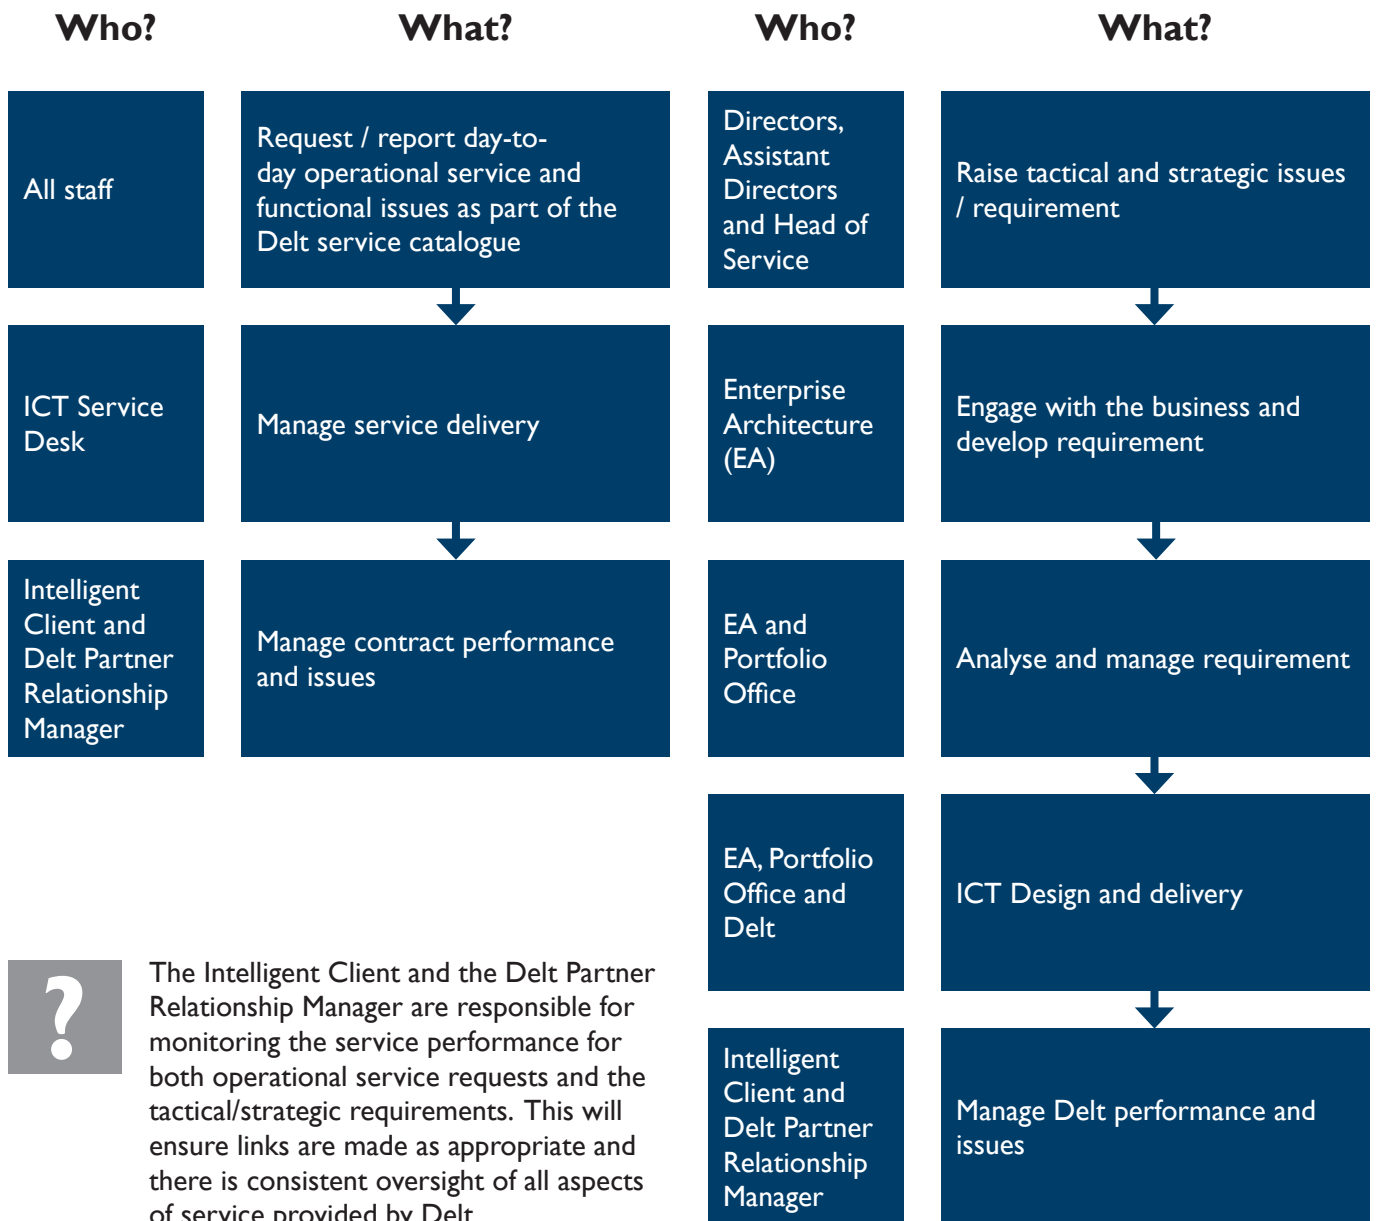 Who?
What?
All staff
Request / report day-to-
day operational service and
functional issues as part of the
Delt service catalogue
ICT Service
Desk
Manage service delivery
Intelligent
Client and
Delt Partner
Relationship
Manager
Manage contract performance
and issues
?
The Intelligent Client and the Delt Partner
Relationship Manager are responsible for
monitoring the service performance for
both operational service requests and the
tactical/strategic requirements. This will
ensure links are made as appropriate and
there is consistent oversight of all aspects
of service provided by Delt
Who?
What?
Directors,
Assistant
Directors
and Head of
Service
Raise tactical and strategic issues
/ requirement
Enterprise
Architecture
(EA)
Engage with the business and
develop requirement
EA and
Portfolio
Office
Analyse and manage requirement
EA, Portfolio
Office and
Delt
ICT Design and delivery
Intelligent
Client and
Delt Partner
Relationship
Manager
Manage Delt performance and
issues